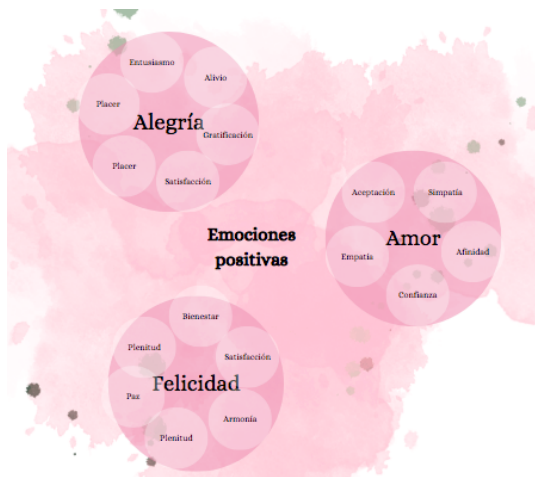 Entusiasmo
Alivio
Placer
Alegría
Gratificación
Placer
Satisfacción
Emociones
positivas
Aceptación
Simpatía
Amor
Empatía
Afinidad
Confianza
Bienestar
Plenitud
Satisfacción
Felicidad
Paz
Armonía
Plenitud